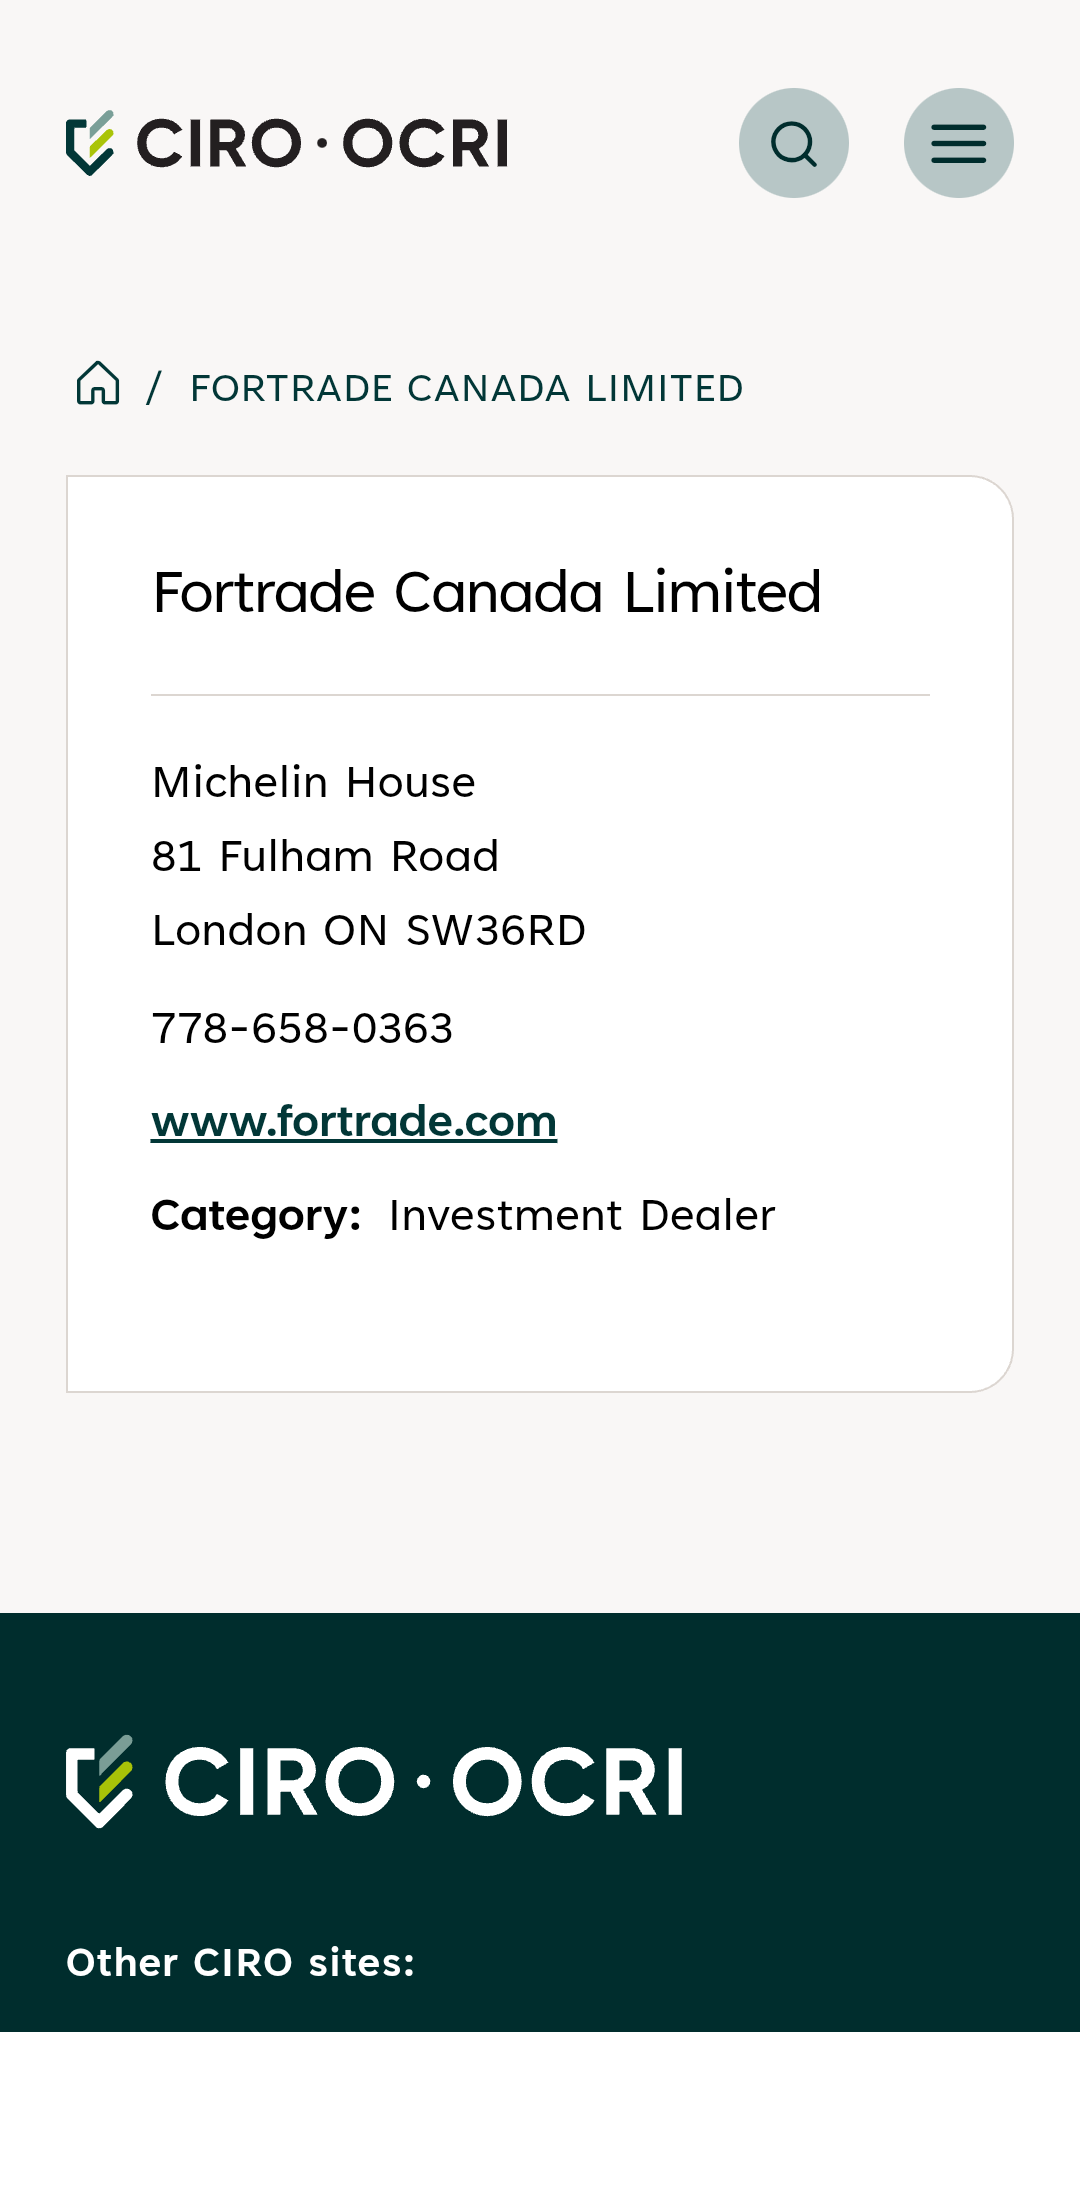 CIRO · OCRI
/ FORTRADE CANADA LIMITED
Fortrade Canada Limited
Michelin House
81 Fulham Road
London ON SW36RD
778-658-0363
www.fortrade.com
Category: Investment Dealer
CIRO · OCRI
Other CIRO sites: